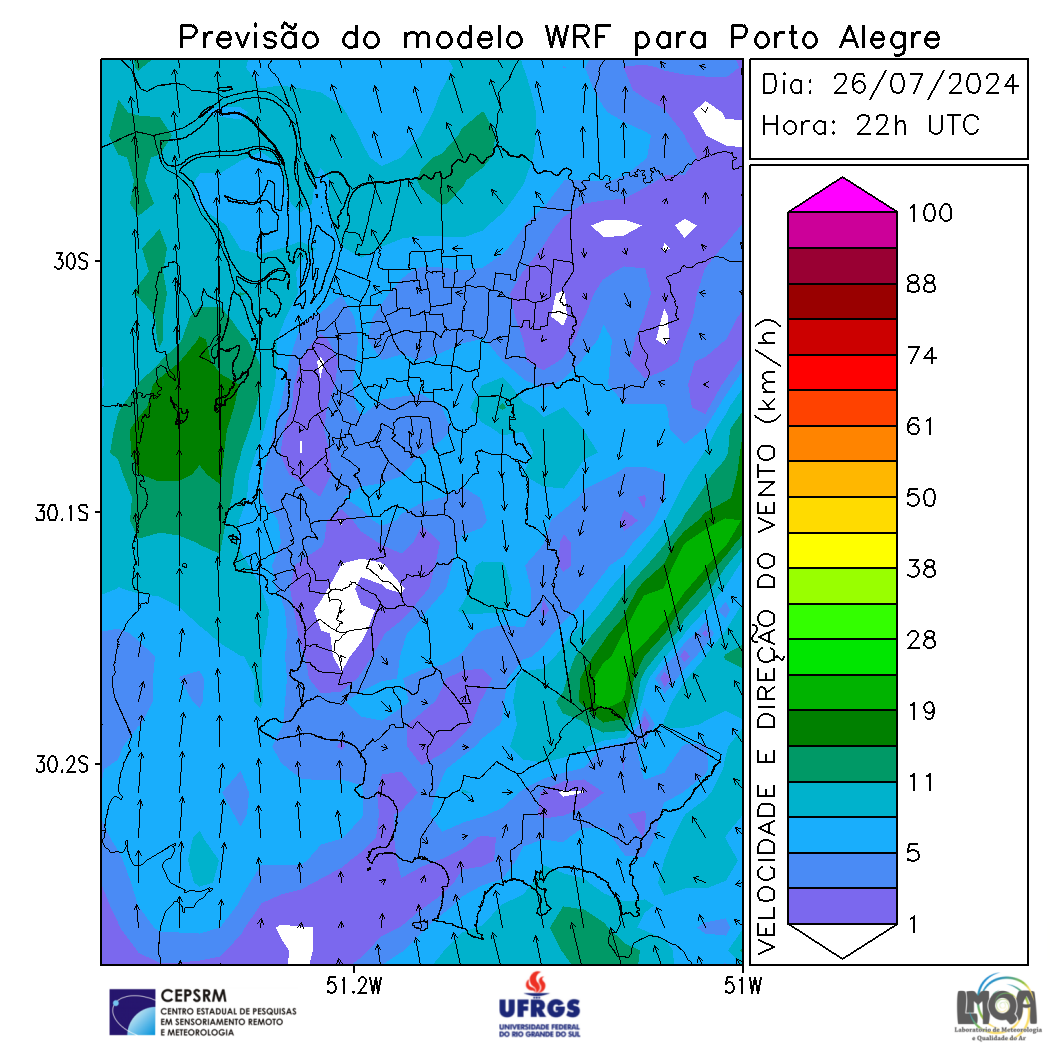 Previsão do modelo WRF para Porto Alegre
Dia: 26/07/2024
Hora: 22h UTC
30S
30.1S
30.2S
51.2W
51W
VELOCIDADE E DIREÇÃO DO VENTO (km/h)
100
88
74
61
50
38
28
19
11
5
1
CEPSRM
CENTRO ESTADUAL DE PESQUISAS
EM SENSORIAMENTO REMOTO
E METEOROLOGIA
UFRGS
UNIVERSIDADE FEDERAL
DO RIO GRANDE DO SUL
LMQA
Laboratório de Meteorologia
e Qualidade do Ar